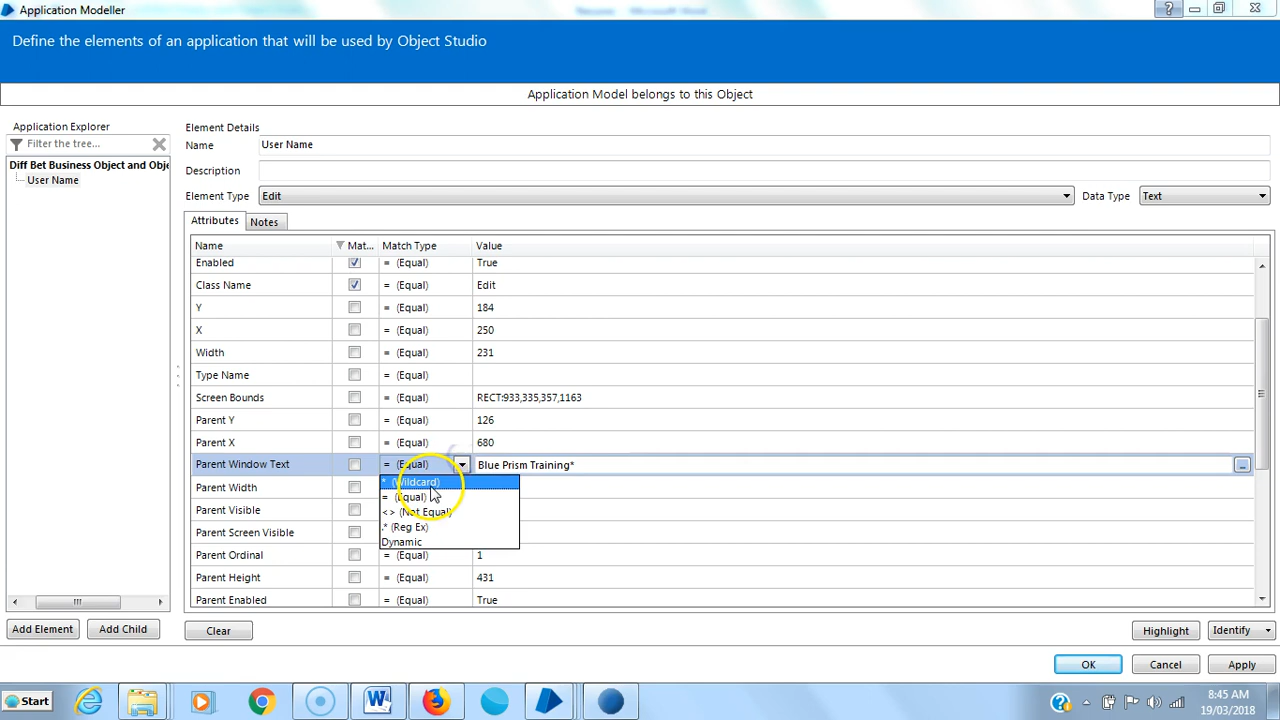 Application Modeller
Define the elements of an application that will be used by Object Studio
Application Model belongs to this Object
Application Explorer
Filter the tree...
Diff Bet Business Object and Obje
User Name
Element Details
Name User Name
Description
Element Type Edit Data Type Text
Attributes Notes
Name Mat... Match Type Value
Enabled = (Equal) True
Class Name = (Equal) Edit
Y = (Equal) 184
X = (Equal) 250
Width = (Equal) 231
Type Name = (Equal)
Screen Bounds = (Equal) RECT:933,335,357,1163
Parent Y = (Equal) 126
Parent X = (Equal) 680
Parent Window Text = (Equal) Blue Prism Training*
* (Wildcard)
Parent Width = (Equal)
Parent Visible <> (Not Equal)
Parent Screen Visible .* (Reg Ex)
Dynamic
Parent Ordinal = (Equal) 1
Parent Height = (Equal) 431
Parent Enabled = (Equal) True
Add Element Add Child Clear Highlight Identify
OK Cancel Apply
Start
8:45 AM
19/03/2018